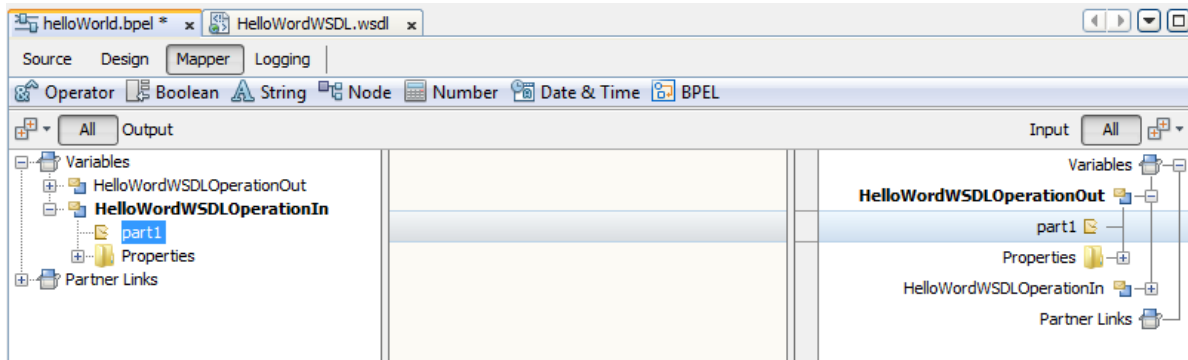 helloWorld.bpel * x HelloWordWSDL.wsdl x
Source Design Mapper Logging
Operator Boolean String Node Number Date & Time BPEL
All Output Input All
Variables Variables
HelloWordWSDLOperationOut HelloWordWSDLOperationOut
HelloWordWSDLOperationIn
part1 part1
Properties Properties
Partner Links HelloWordWSDLOperationIn
Partner Links